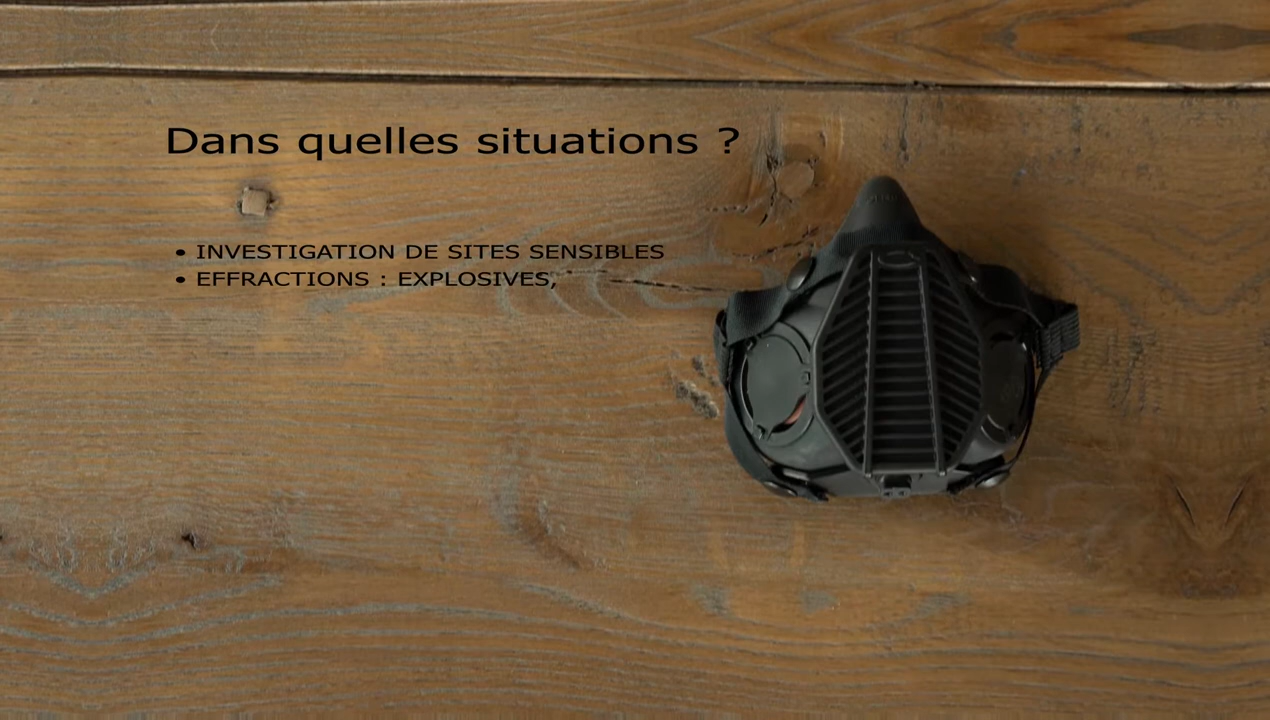 Dans quelles situations ?
• INVESTIGATION DE SITES SENSIBLES
• EFFRACTIONS : EXPLOSIVES,